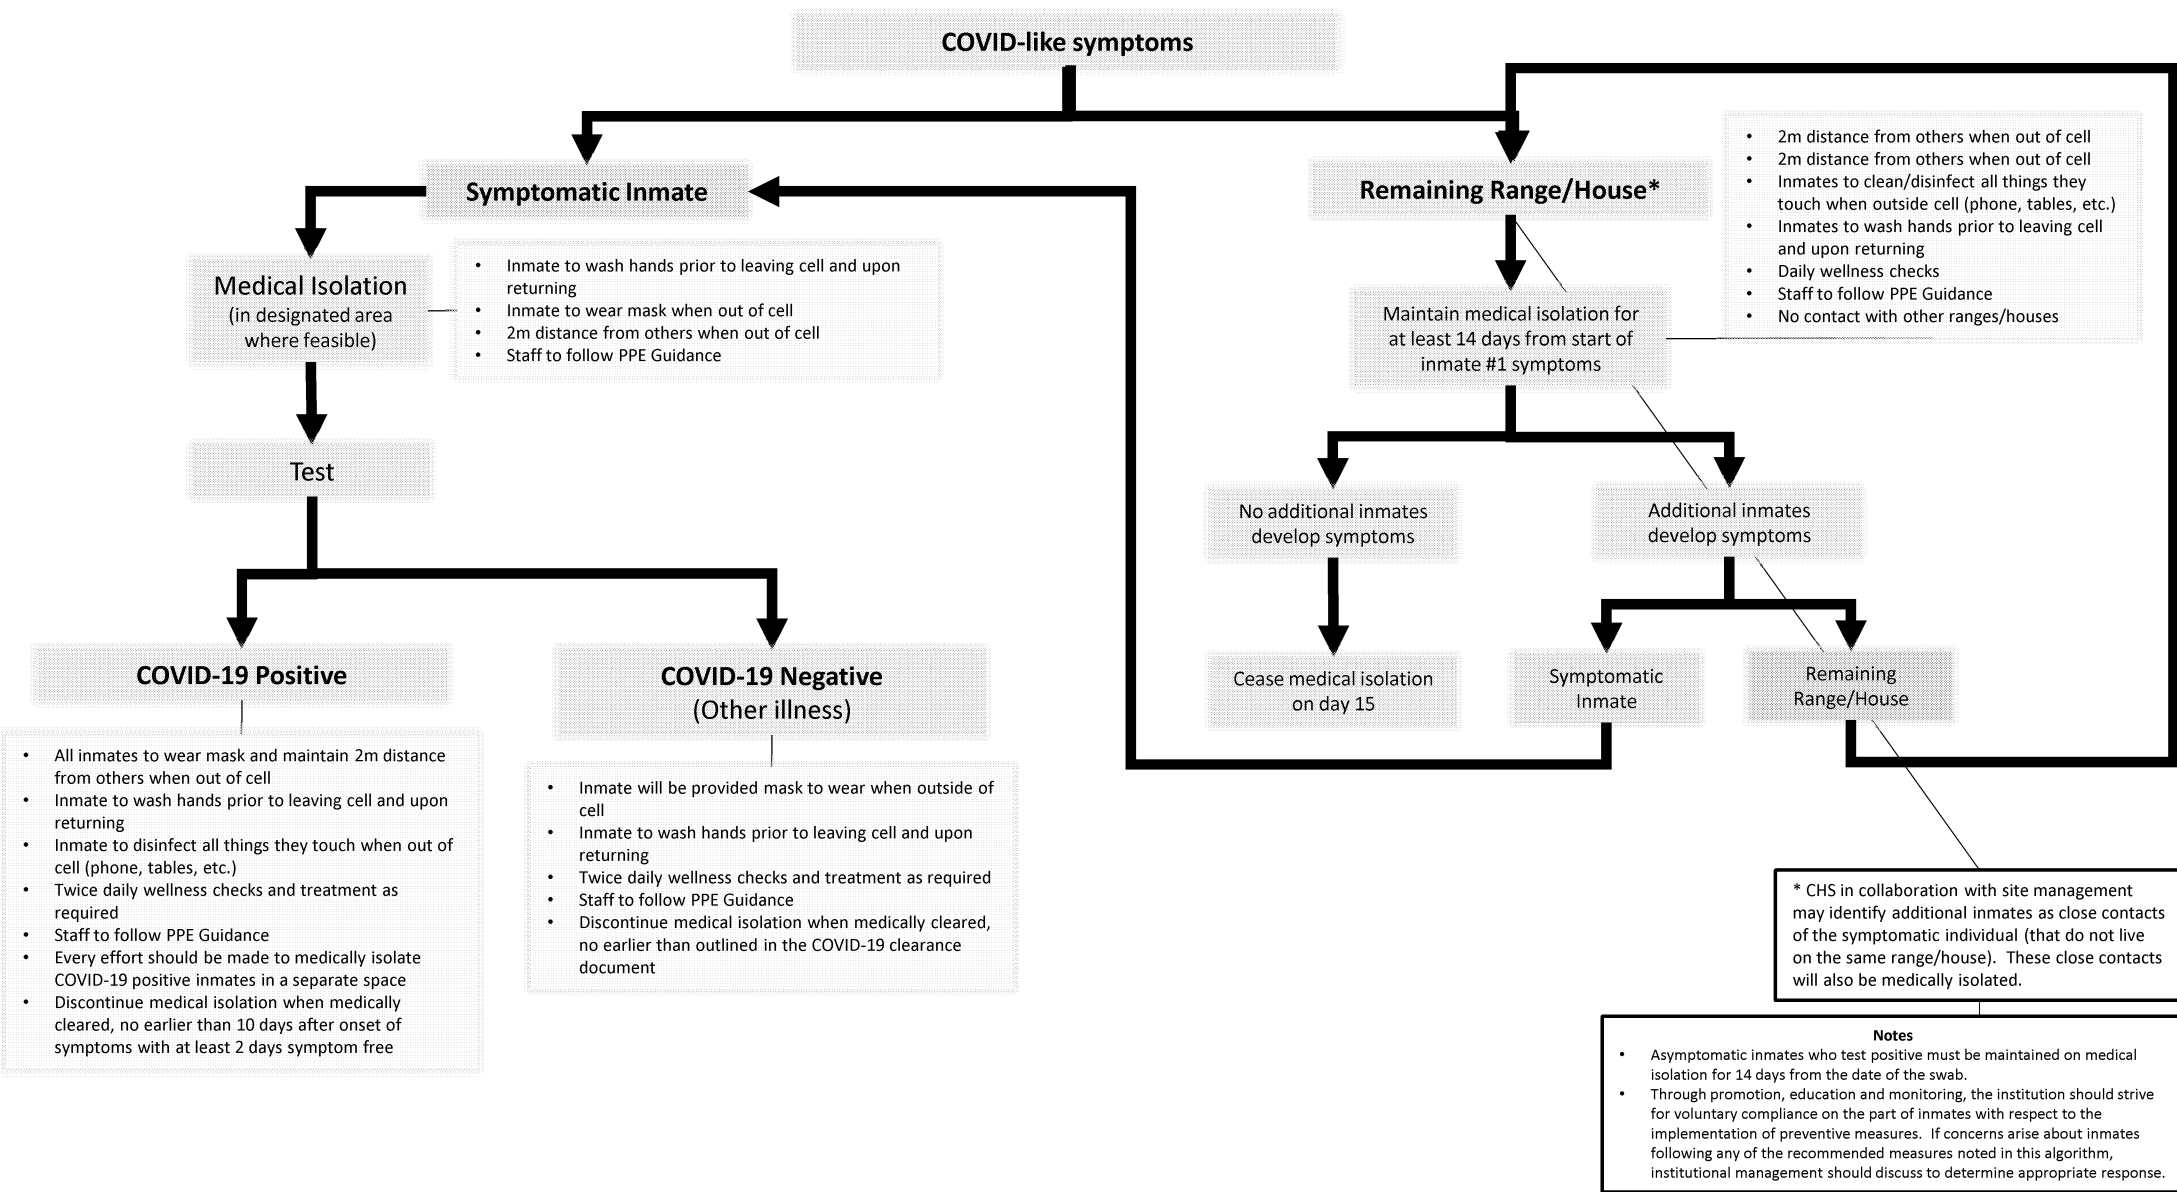 COVID-like symptoms
Symptomatic Inmate
Medical Isolation
(in designated area
where feasible)
• Inmate to wash hands prior to leaving cell and upon
returning
• Inmate to wear mask when out of cell
• 2m distance from others when out of cell
• Staff to follow PPE Guidance
Test
COVID-19 Positive
• All inmates to wear mask and maintain 2m distance
from others when out of cell
• Inmate to wash hands prior to leaving cell and upon
returning
• Inmate to disinfect all things they touch when out of
cell (phone, tables, etc.)
• Twice daily wellness checks and treatment as
required
• Staff to follow PPE Guidance
• Every effort should be made to medically isolate
COVID-19 positive inmates in a separate space
• Discontinue medical isolation when medically
cleared, no earlier than 10 days after onset of
symptoms with at least 2 days symptom free
COVID-19 Negative
(Other illness)
• Inmate will be provided mask to wear when outside of
cell
• Inmate to wash hands prior to leaving cell and upon
returning
• Twice daily wellness checks and treatment as required
• Staff to follow PPE Guidance
• Discontinue medical isolation when medically cleared,
no earlier than outlined in the COVID-19 clearance
document
Remaining Range/House*
• 2m distance from others when out of cell
• 2m distance from others when out of cell
• Inmates to clean/disinfect all things they
touch when outside cell (phone, tables, etc.)
• Inmates to wash hands prior to leaving cell
and upon returning
• Daily wellness checks
• Staff to follow PPE Guidance
• No contact with other ranges/houses
Maintain medical isolation for
at least 14 days from start of
inmate #1 symptoms
No additional inmates
develop symptoms
Additional inmates
develop symptoms
Cease medical isolation
on day 15
Symptomatic
Inmate
Remaining
Range/House
* CHS in collaboration with site management
may identify additional inmates as close contacts
of the symptomatic individual (that do not live
on the same range/house). These close contacts
will also be medically isolated.
Notes
• Asymptomatic inmates who test positive must be maintained on medical
isolation for 14 days from the date of the swab.
• Through promotion, education and monitoring, the institution should strive
for voluntary compliance on the part of inmates with respect to the
implementation of preventive measures. If concerns arise about inmates
following any of the recommended measures noted in this algorithm,
institutional management should discuss to determine appropriate response.